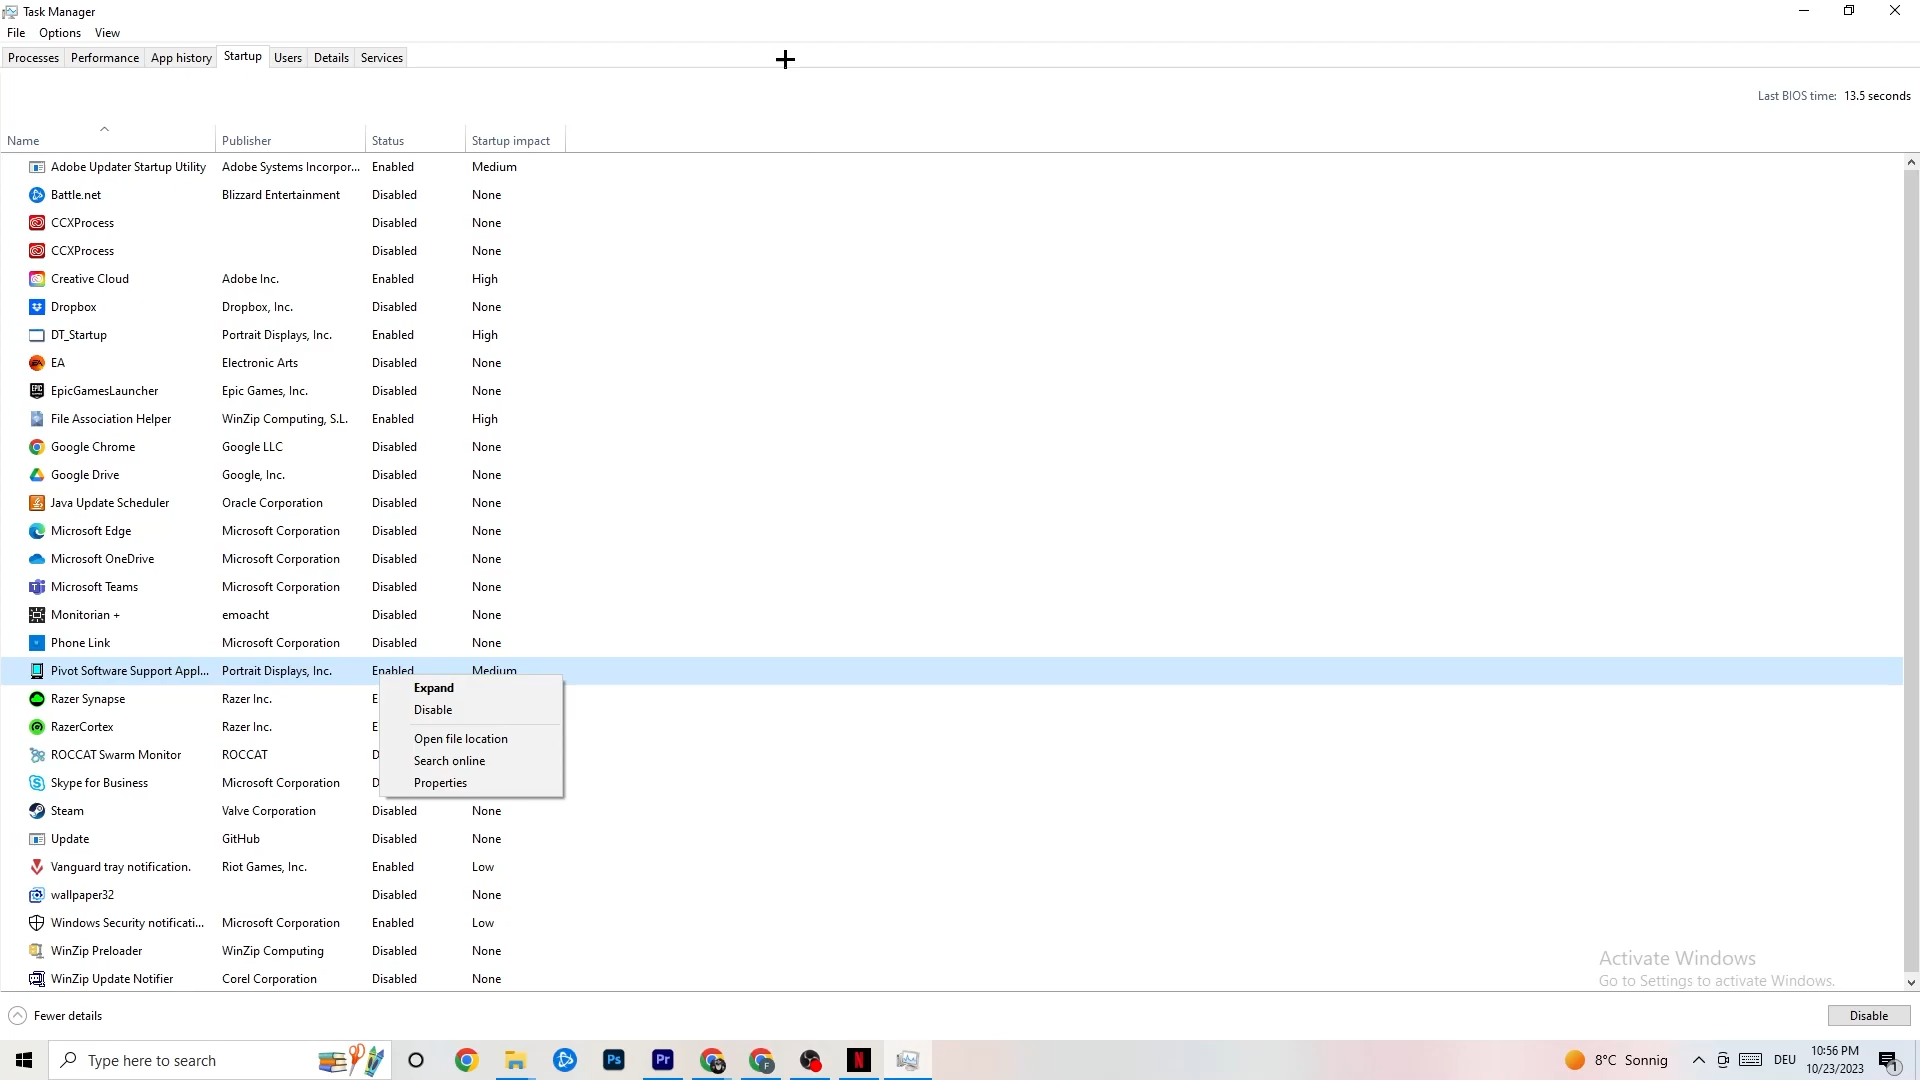 Task Manager
File Options View
Processes Performance App history Startup Users Details Services
Last BIOS time: 13.5 seconds
Name Publisher Status Startup impact
Adobe Updater Startup Utility Adobe Systems Incorpor... Enabled Medium
Battle.net Blizzard Entertainment Disabled None
CCXProcess Disabled None
CCXProcess Disabled None
Creative Cloud Adobe Inc. Enabled High
Dropbox Dropbox, Inc. Disabled None
DT_Startup Portrait Displays, Inc. Enabled High
EA Electronic Arts Disabled None
EpicGamesLauncher Epic Games, Inc. Disabled None
File Association Helper WinZip Computing, S.L. Enabled High
Google Chrome Google LLC Disabled None
Google Drive Google, Inc. Disabled None
Java Update Scheduler Oracle Corporation Disabled None
Microsoft Edge Microsoft Corporation Disabled None
Microsoft OneDrive Microsoft Corporation Disabled None
Microsoft Teams Microsoft Corporation Disabled None
Monitorian + emoacht Disabled None
Phone Link Microsoft Corporation Disabled None
Pivot Software Support Appl... Portrait Displays, Inc. Enabled Medium
Razer Synapse Razer Inc. E
RazerCortex Razer Inc. E
ROCCAT Swarm Monitor ROCCAT D
Skype for Business Microsoft Corporation D
Expand
Disable
Open file location
Search online
Properties
Steam Valve Corporation Disabled None
Update GitHub Disabled None
Vanguard tray notification. Riot Games, Inc. Enabled Low
wallpaper32 Disabled None
Windows Security notificati... Microsoft Corporation Enabled Low
WinZip Preloader WinZip Computing Disabled None
WinZip Update Notifier Corel Corporation Disabled None
Activate Windows
Go to Settings to activate Windows.
Fewer details Disable
Type here to search
Ps Pr F N
8°C Sonnig DEU 10:56 PM
10/23/2023 1